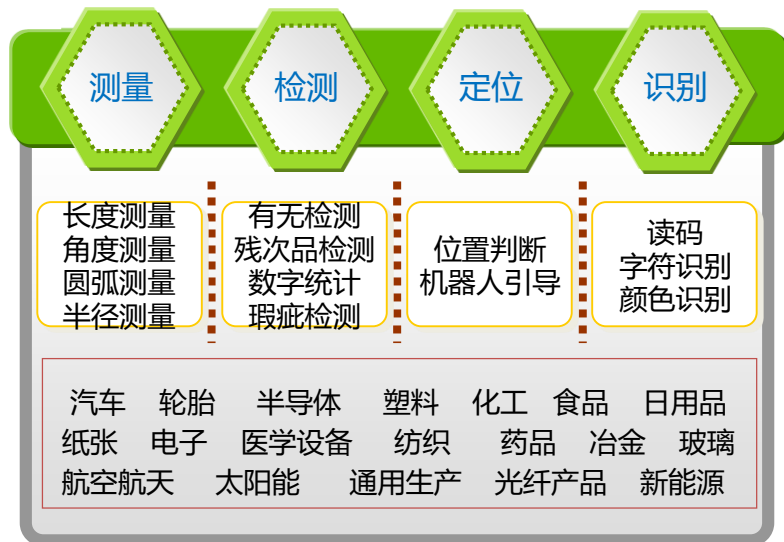 测量
检测
定位
识别
长度测量
角度测量
圆弧测量
半径测量
有无检测
残次品检测
数字统计
瑕疵检测
位置判断
机器人引导
读码
字符识别
颜色识别
汽车 轮胎 半导体 塑料 化工 食品 日用品
纸张 电子 医学设备 纺织 药品 冶金 玻璃
航空航天 太阳能 通用生产 光纤产品 新能源